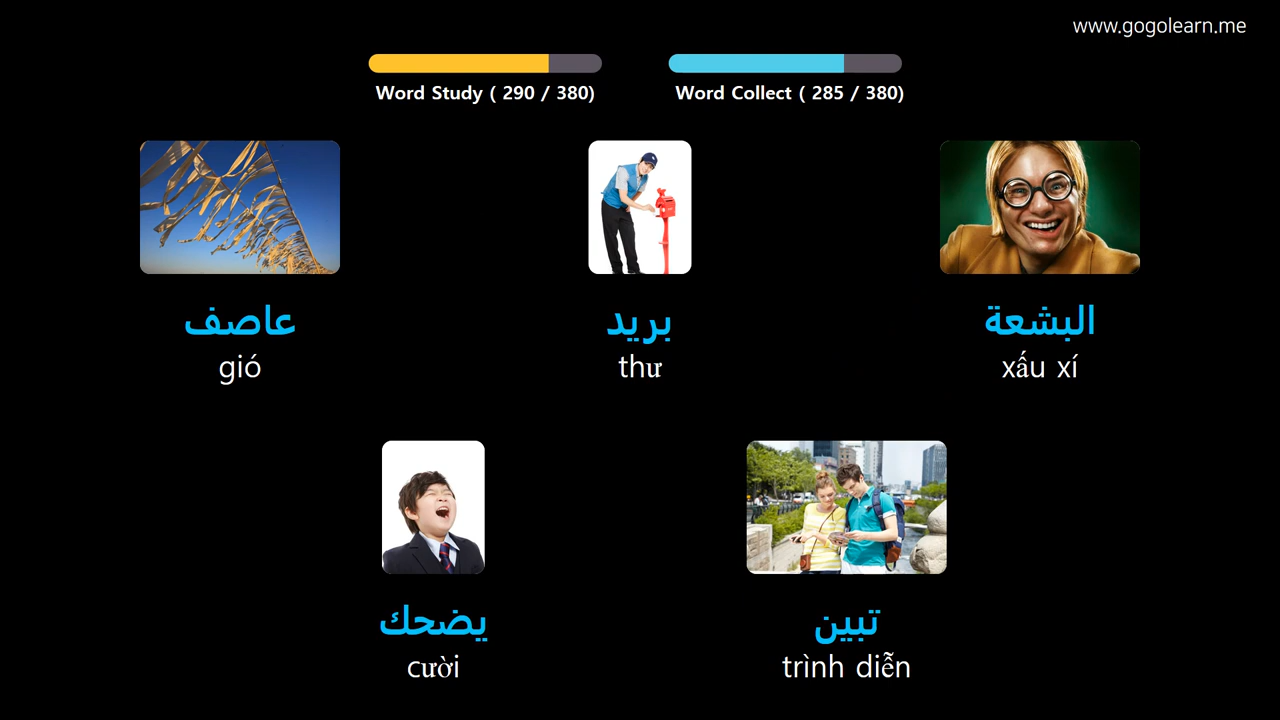 www.gogolearn.me
Word Study ( 290 / 380)
Word Collect ( 285 / 380)
عاصف
gió
بريد
thư
البشعة
xấu xí
يضحك
cười
تبين
trình diễn